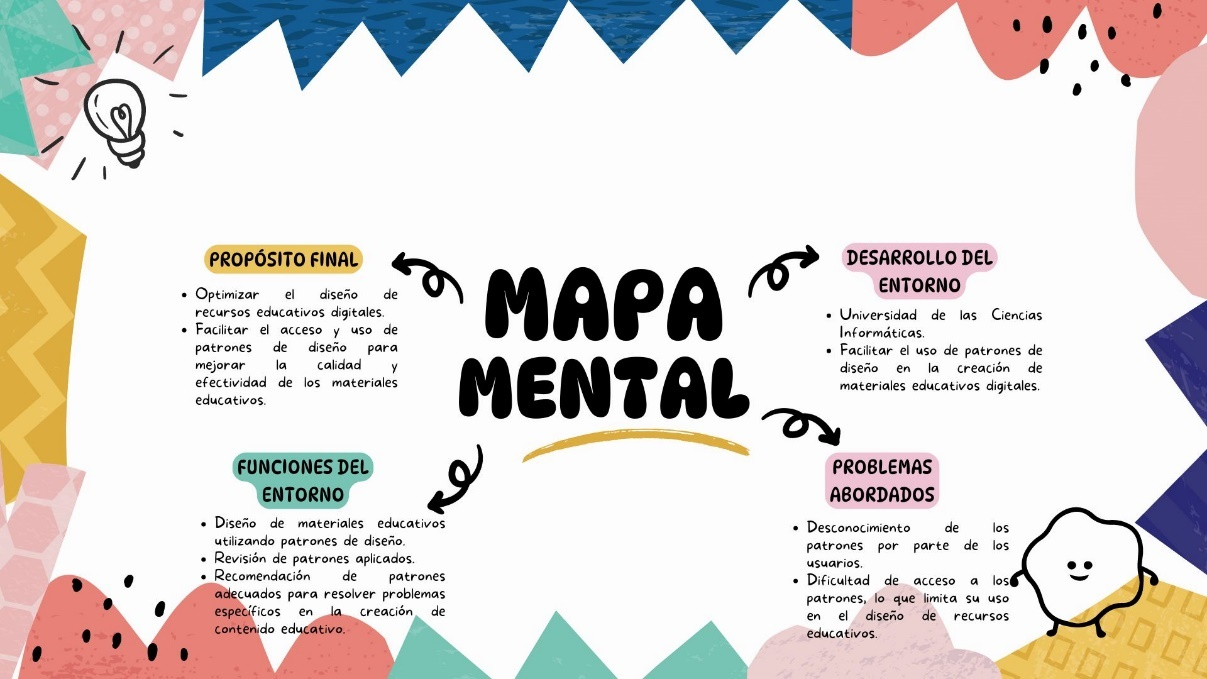 PROPÓSITO FINAL
• Optimizar el diseño de
recursos educativos digitales.
• Facilitar el acceso y uso de
patrones de diseño para
mejorar la calidad y
efectividad de los materiales
educativos.
MAPA
MENTAL
DESARROLLO DEL
ENTORNO
• Universidad de las Ciencias
Informáticas.
• Facilitar el uso de patrones de
diseño en la creación de
materiales educativos digitales.
FUNCIONES DEL
ENTORNO
• Diseño de materiales educativos
utilizando patrones de diseño.
• Revisión de patrones aplicados.
• Recomendación de patrones
adecuados para resolver problemas
específicos en la creación de
contenido educativo.
PROBLEMAS
ABORDADOS
• Desconocimiento de los
patrones por parte de los
usuarios.
• Dificultad de acceso a los
patrones, lo que limita su uso
en el diseño de recursos
educativos.